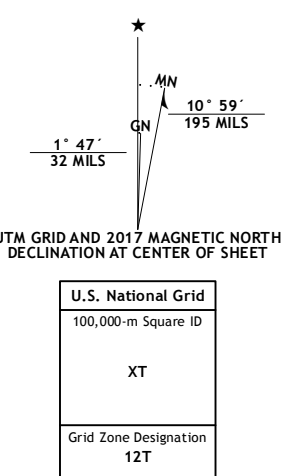 ★
MN
10° 59´
195 MILS
GN
1° 47´
32 MILS
UTM GRID AND 2017 MAGNETIC NORTH
DECLINATION AT CENTER OF SHEET
U.S. National Grid
100,000-m Square ID
XT
Grid Zone Designation
12T